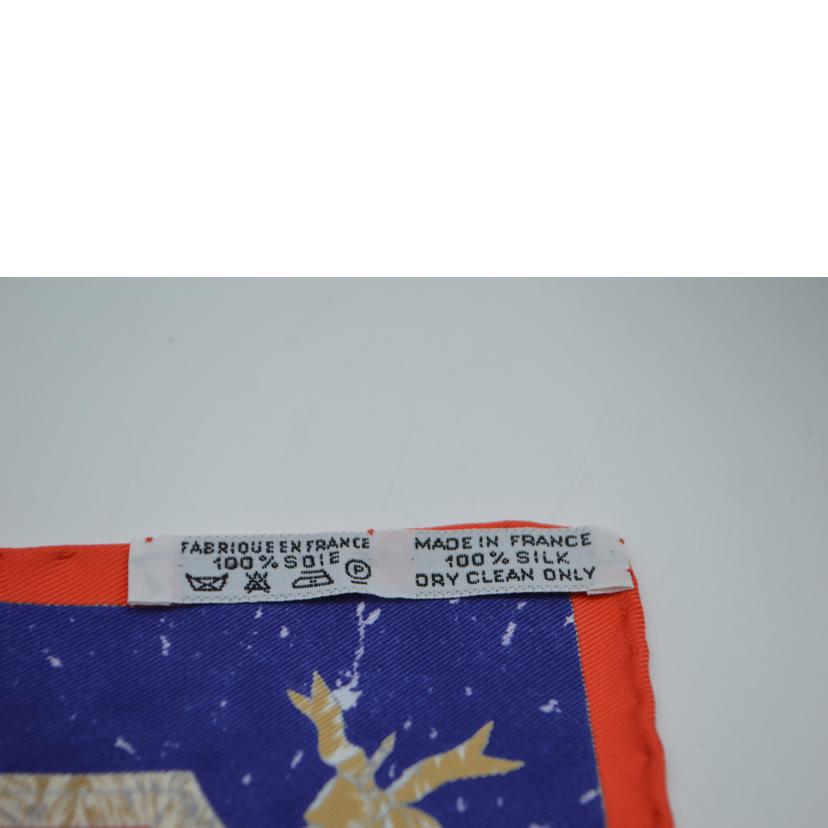 FABRIQUE EN FRANCE
100% SOIE
P
MADE IN FRANCE
100% SILK
DRY CLEAN ONLY